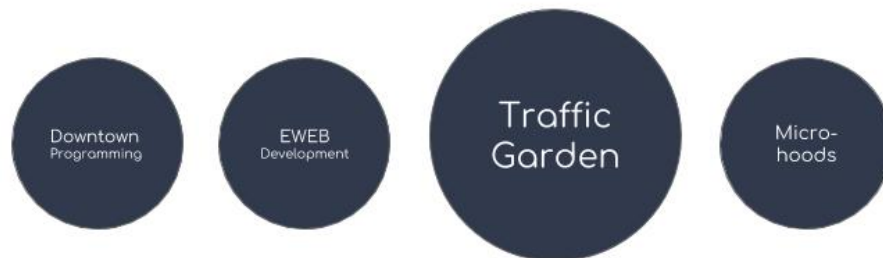 Downtown
Programming
EWEB
Development
Traffic
Garden
Micro-
hoods